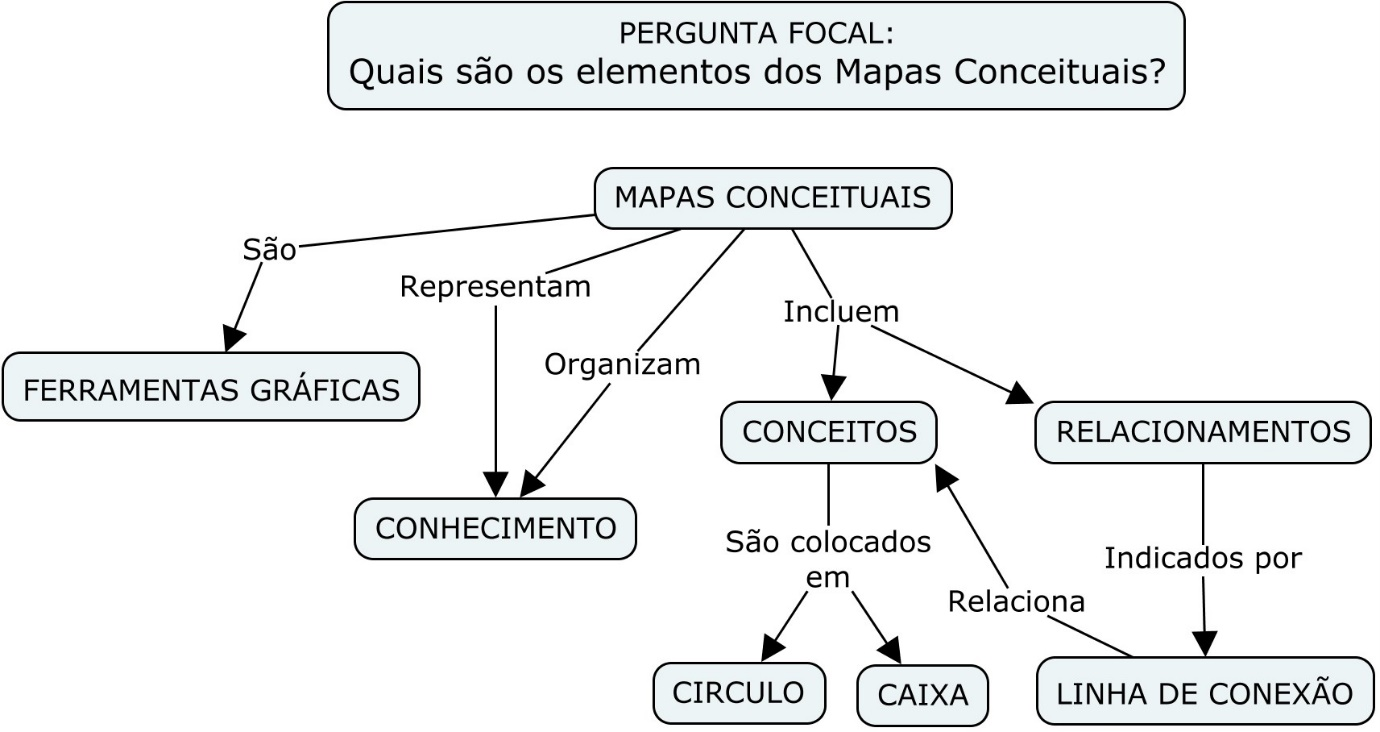 PERGUNTA FOCAL:
Quais são os elementos dos Mapas Conceituais?
MAPAS CONCEITUAIS
São
Representam
Incluem
Organizam
FERRAMENTAS GRÁFICAS
CONCEITOS
RELACIONAMENTOS
CONHECIMENTO
São colocados
em
Indicados por
Relaciona
CIRCULO
CAIXA
LINHA DE CONEXÃO